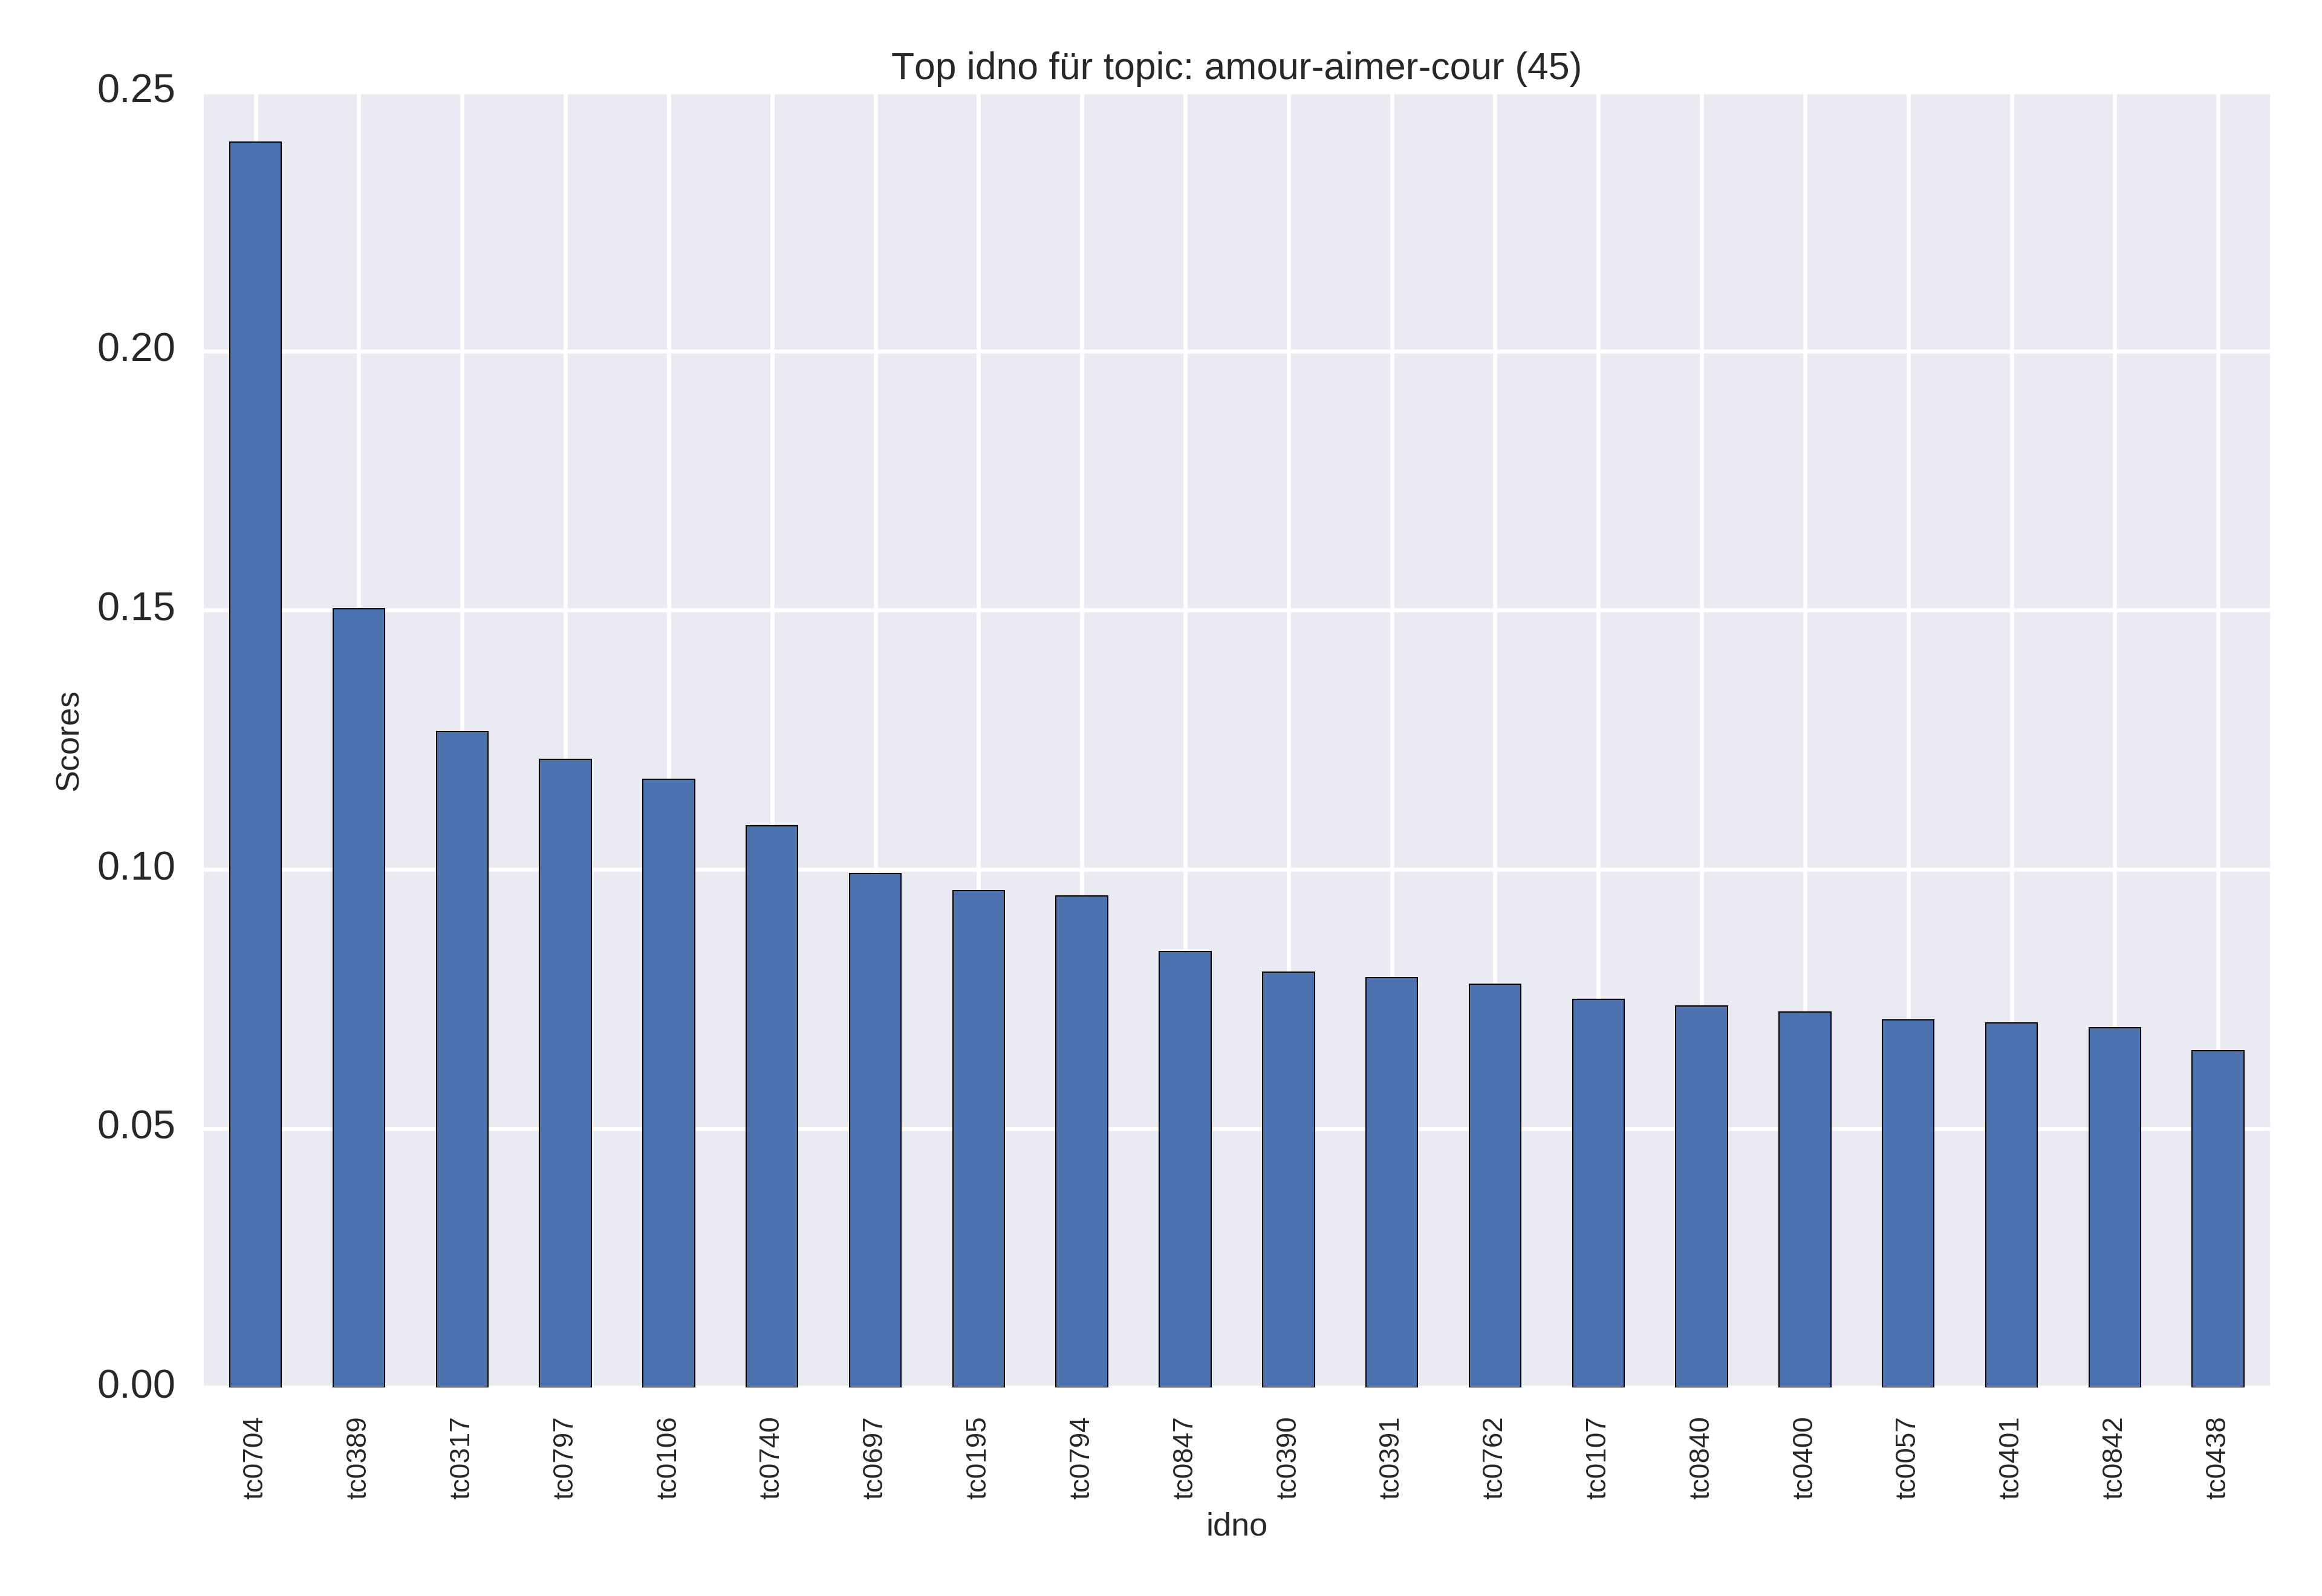 Top idno für topic: amour-aimer-cour (45)
0.25
0.20
0.15
0.10
0.05
0.00
Scores
tc0704
tc0389
tc0317
tc0797
tc0106
tc0740
tc0697
tc0195
tc0794
tc0847
tc0390
tc0391
tc0762
tc0107
tc0840
tc0400
tc0057
tc0401
tc0842
tc0438
idno